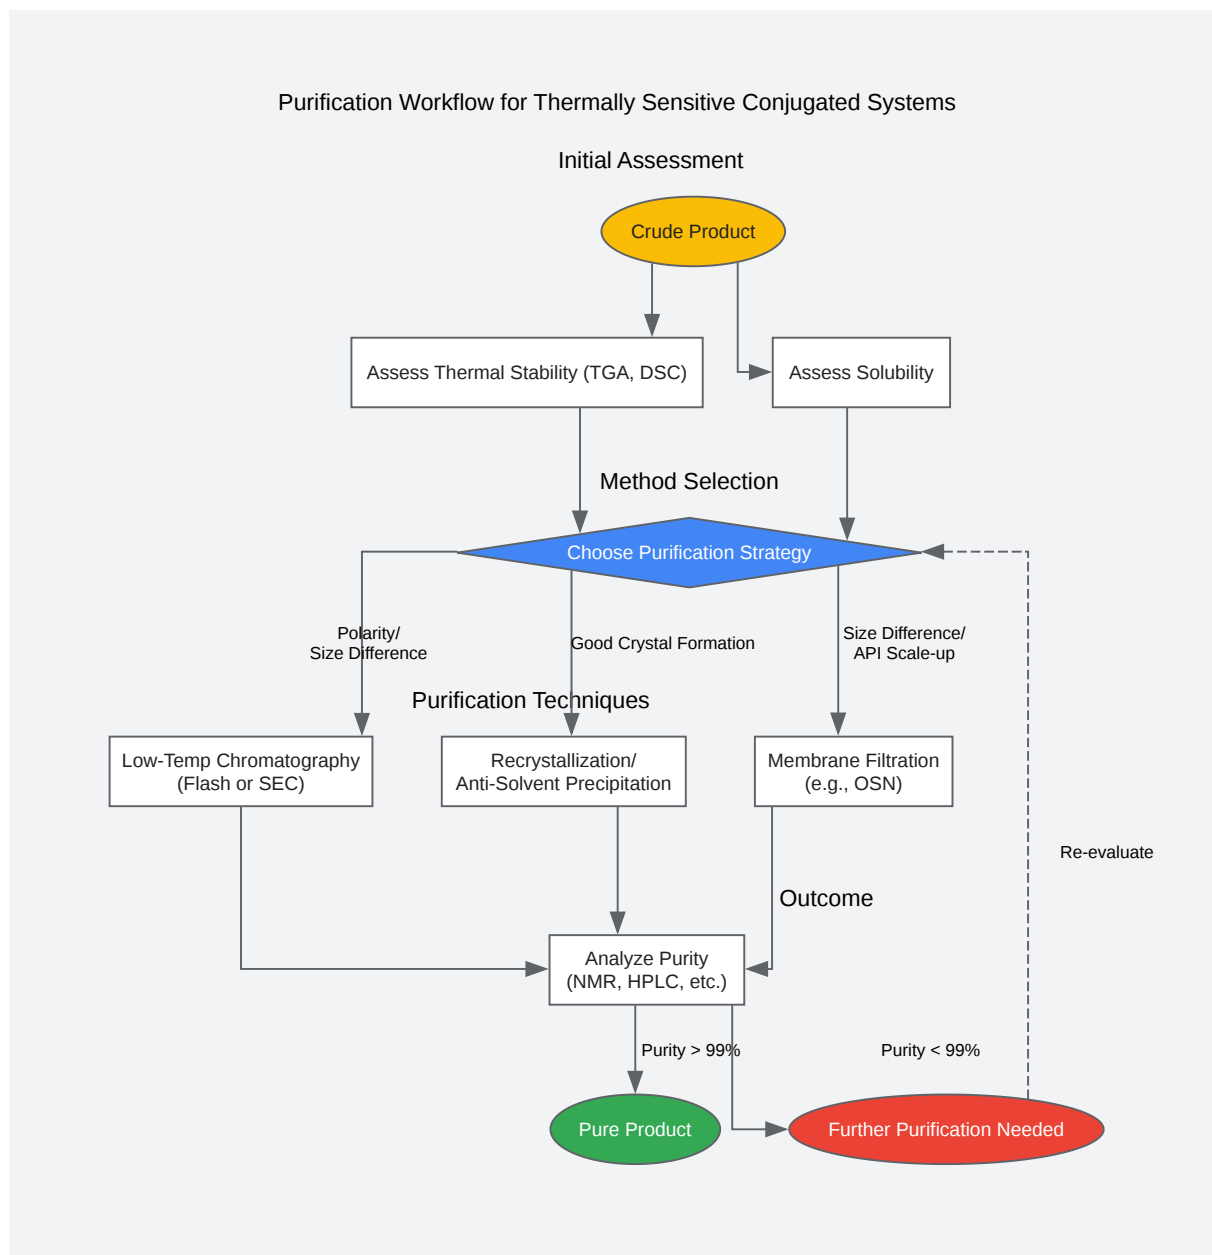 Purification Workflow for Thermally Sensitive Conjugated Systems
Initial Assessment
Crude Product
Assess Thermal Stability (TGA, DSC)
Assess Solubility
Method Selection
Choose Purification Strategy
Polarity/
Size Difference
Good Crystal Formation
Size Difference/
API Scale-up
Purification Techniques
Low-Temp Chromatography
(Flash or SEC)
Recrystallization/
Anti-Solvent Precipitation
Membrane Filtration
(e.g., OSN)
Re-evaluate
Outcome
Analyze Purity
(NMR, HPLC, etc.)
Purity > 99%
Purity < 99%
Pure Product
Further Purification Needed